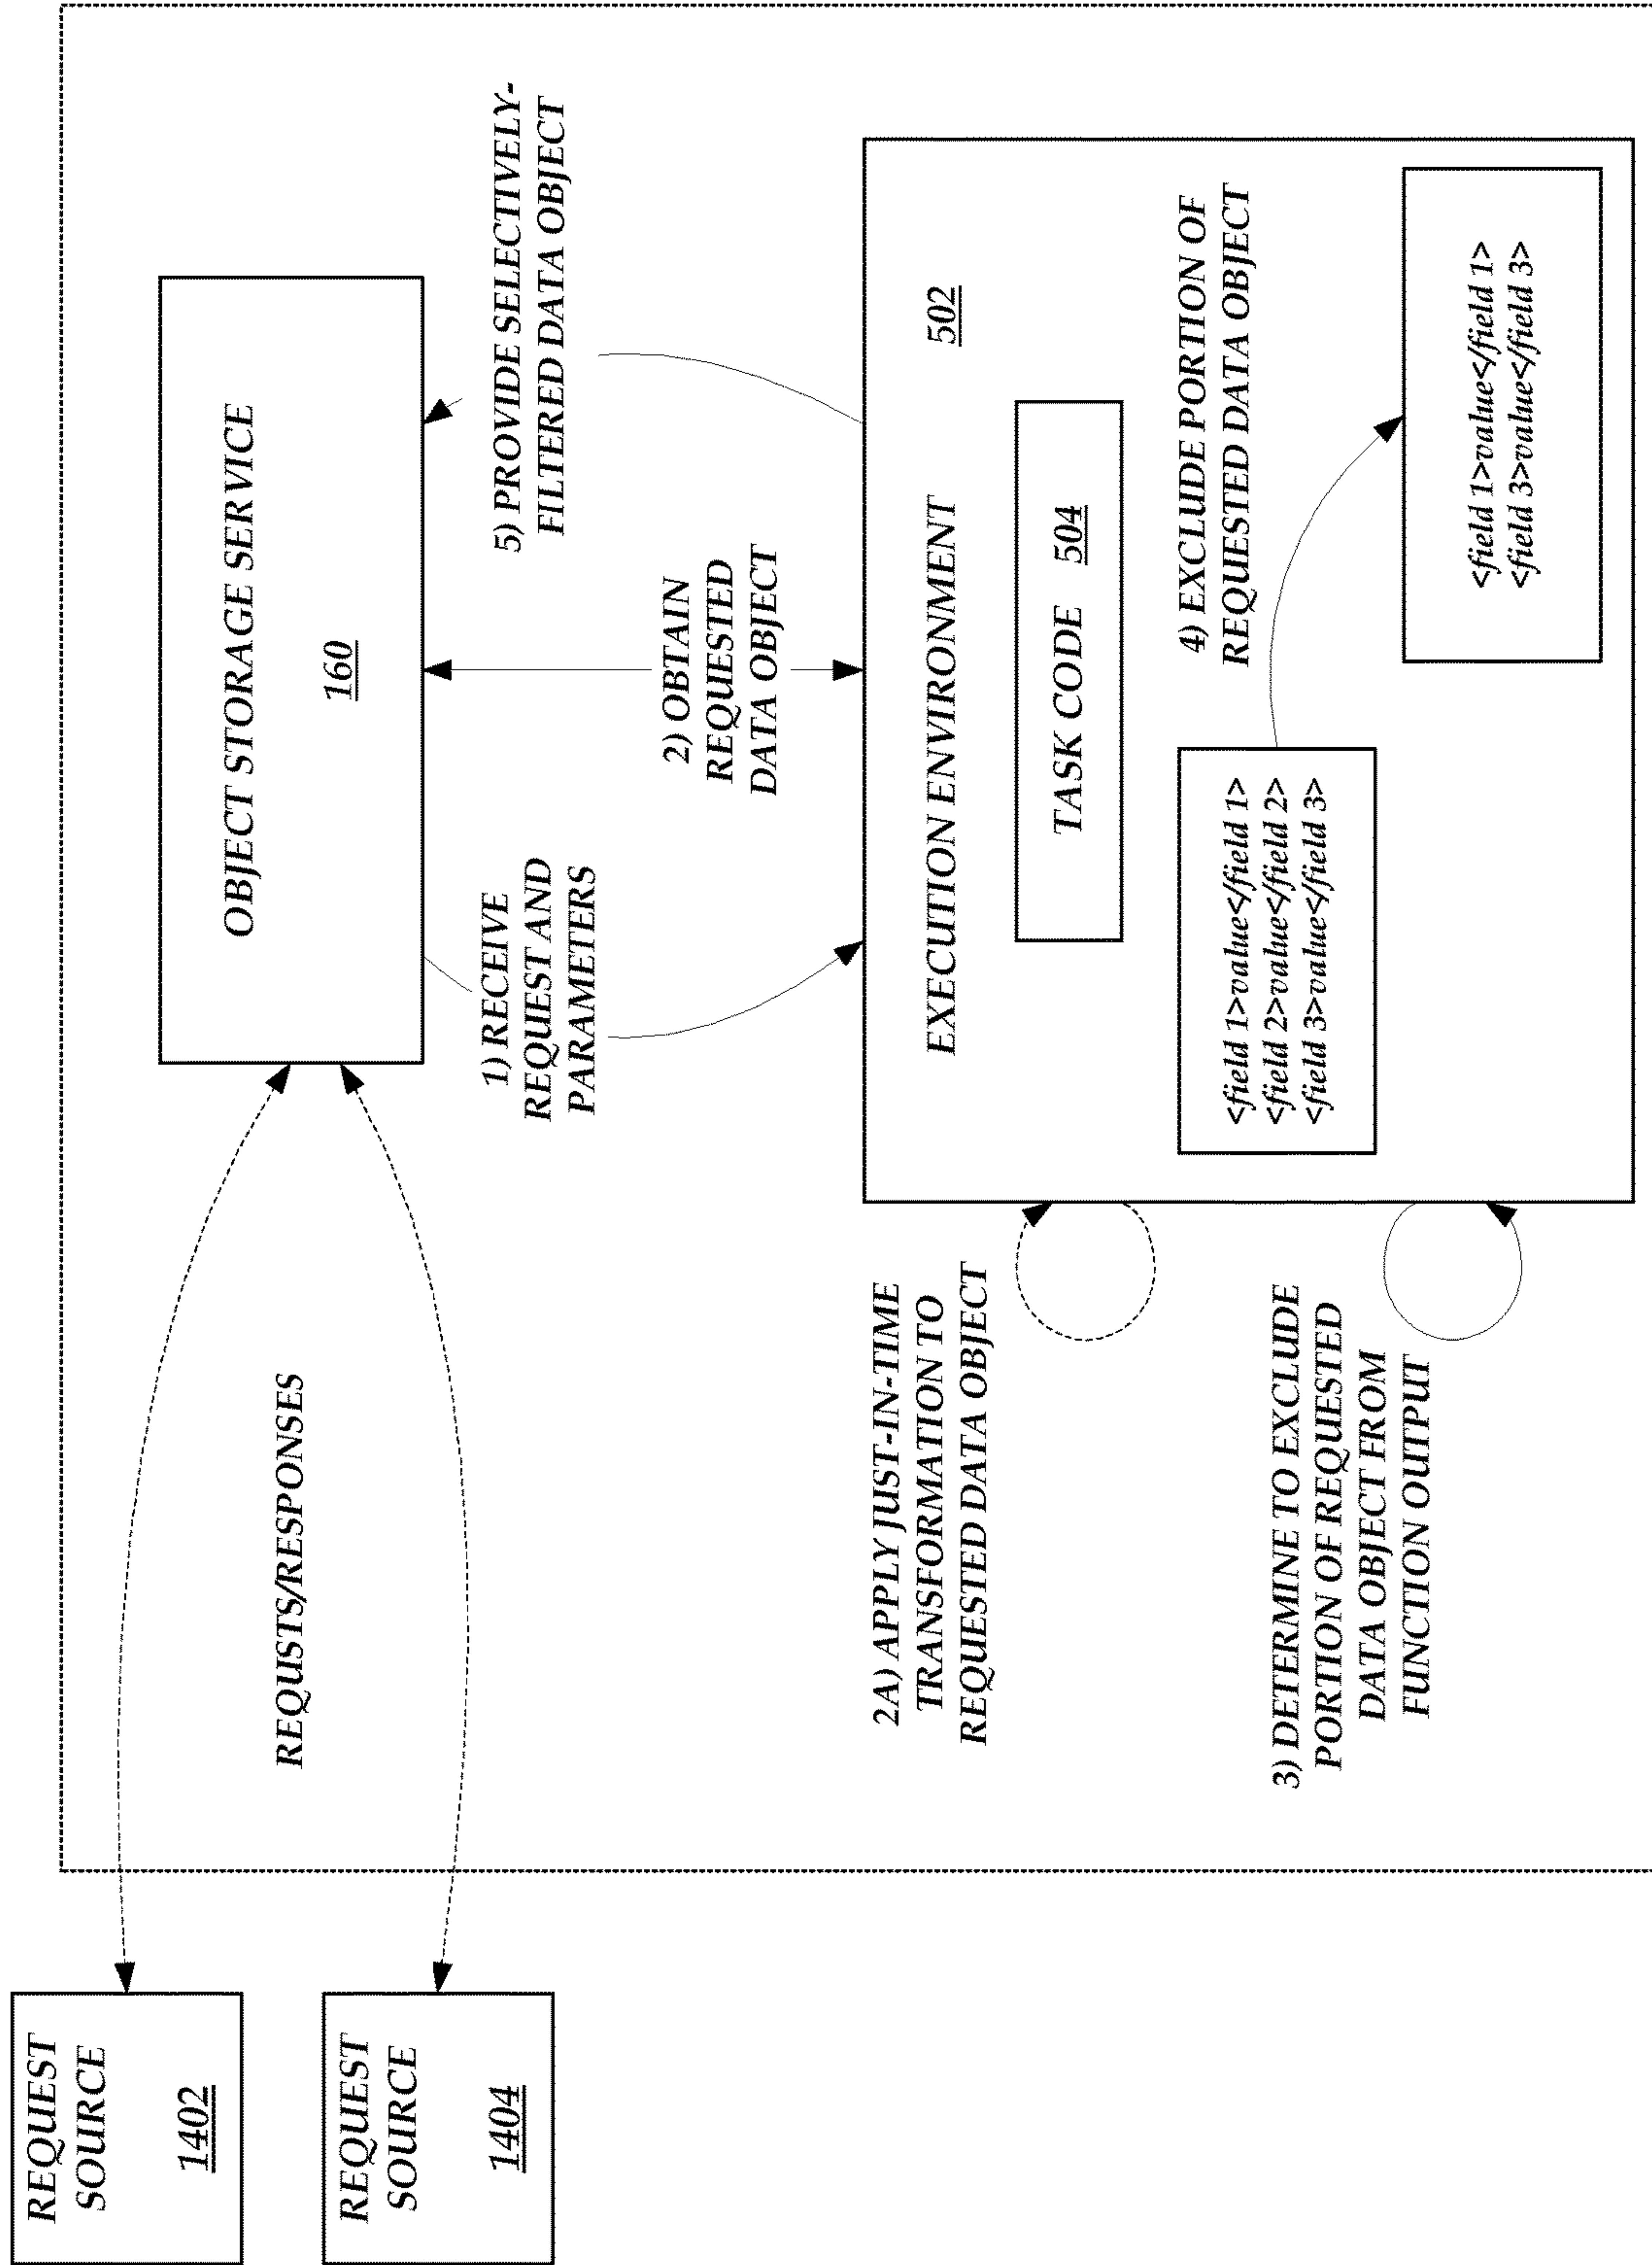 REQUEST
SOURCE
1402
REQUEST
SOURCE
1404
REQUSTS/RESPONSES
OBJECT STORAGE SERVICE
160
1) RECEIVE
REQUEST AND
PARAMETERS
2) OBTAIN
REQUESTED
DATA OBJECT
5) PROVIDE SELECTIVELY-
FILTERED DATA OBJECT
2A) APPLY JUST-IN-TIME
TRANSFORMATION TO
REQUESTED DATA OBJECT
3) DETERMINE TO EXCLUDE
PORTION OF REQUESTED
DATA OBJECT FROM
FUNCTION OUTPUT
EXECUTION ENVIRONMENT
502
TASK CODE 504
<field 1>value</field 1>
<field 2>value</field 2>
<field 3>value</field 3>
4) EXCLUDE PORTION OF
REQUESTED DATA OBJECT
<field 1>value</field 1>
<field 3>value</field 3>